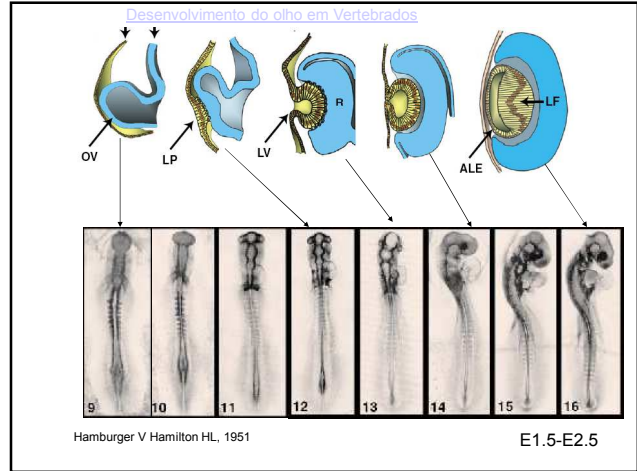 Desenvolvimento do olho em Vertebrados
OV
LP
LV
R
LF
ALE
9
10
11
12
13
14
15
16
Hamburger V Hamilton HL, 1951
E1.5-E2.5